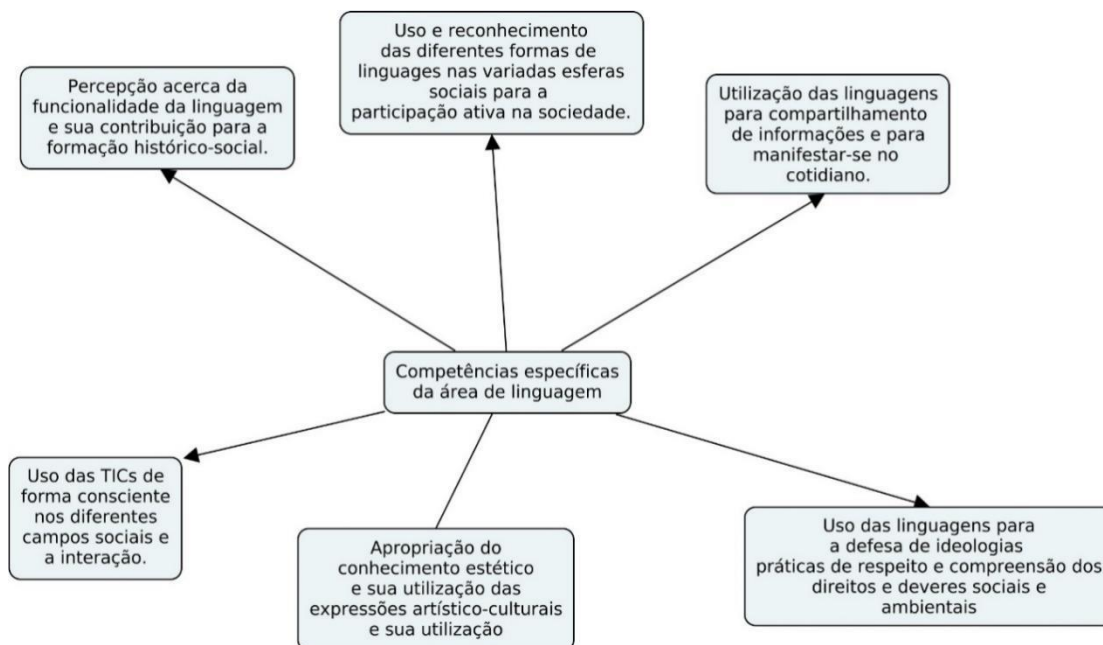 Percepção acerca da
funcionalidade da linguagem
e sua contribuição para a
formação histórico-social.
Uso e reconhecimento
das diferentes formas de
linguages nas variadas esferas
sociais para a
participação ativa na sociedade.
Utilização das linguagens
para compartilhamento
de informações e para
manifestar-se no
cotidiano.
Competências específicas
da área de linguagem
Uso das TICs de
forma consciente
nos diferentes
campos sociais e
a interação.
Apropriação do
conhecimento estético
e sua utilização das
expressões artístico-culturais
e sua utilização
Uso das linguagens para
a defesa de ideologias
práticas de respeito e compreensão dos
direitos e deveres sociais e
ambientais